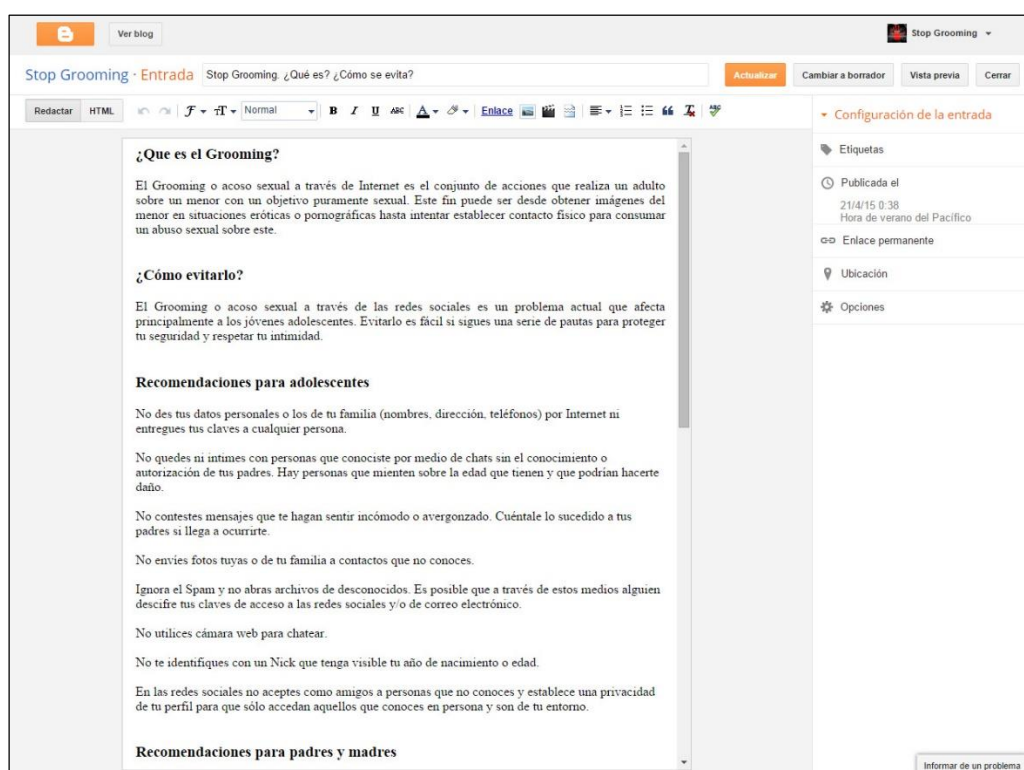 Ver blog
Stop Grooming
Stop Grooming · Entrada
Stop Grooming. ¿Qué es? ¿Cómo se evita?
Actualizar
Cambiar a borrador
Vista previa
Cerrar
Redactar HTML
Normal
B I U ABC A Enlace
¿Que es el Grooming?
El Grooming o acoso sexual a través de Internet es el conjunto de acciones que realiza un adulto
sobre un menor con un objetivo puramente sexual. Este fin puede ser desde obtener imágenes del
menor en situaciones eróticas o pornográficas hasta intentar establecer contacto físico para consumar
un abuso sexual sobre este.
¿Cómo evitarlo?
El Grooming o acoso sexual a través de las redes sociales es un problema actual que afecta
principalmente a los jóvenes adolescentes. Evitarlo es fácil si sigues una serie de pautas para proteger
tu seguridad y respetar tu intimidad.
Recomendaciones para adolescentes
No des tus datos personales o los de tu familia (nombres, dirección, teléfonos) por Internet ni
entregues tus claves a cualquier persona.
No quedes ni intimes con personas que conociste por medio de chats sin el conocimiento o
autorización de tus padres. Hay personas que mienten sobre la edad que tienen y que podrían hacerte
daño.
No contestes mensajes que te hagan sentir incómodo o avergonzado. Cuéntale lo sucedido a tus
padres si llega a ocurrirte.
No envíes fotos tuyas o de tu familia a contactos que no conoces.
Ignora el Spam y no abras archivos de desconocidos. Es posible que a través de estos medios alguien
descifre tus claves de acceso a las redes sociales y/o de correo electrónico.
No utilices cámara web para chatear.
No te identifiques con un Nick que tenga visible tu año de nacimiento o edad.
En las redes sociales no aceptes como amigos a personas que no conoces y establece una privacidad
de tu perfil para que sólo accedan aquellos que conoces en persona y son de tu entorno.
Recomendaciones para padres y madres
Configuración de la entrada
Etiquetas
Publicada el
21/4/15 0:38
Hora de verano del Pacífico
Enlace permanente
Ubicación
Opciones
Informar de un problema